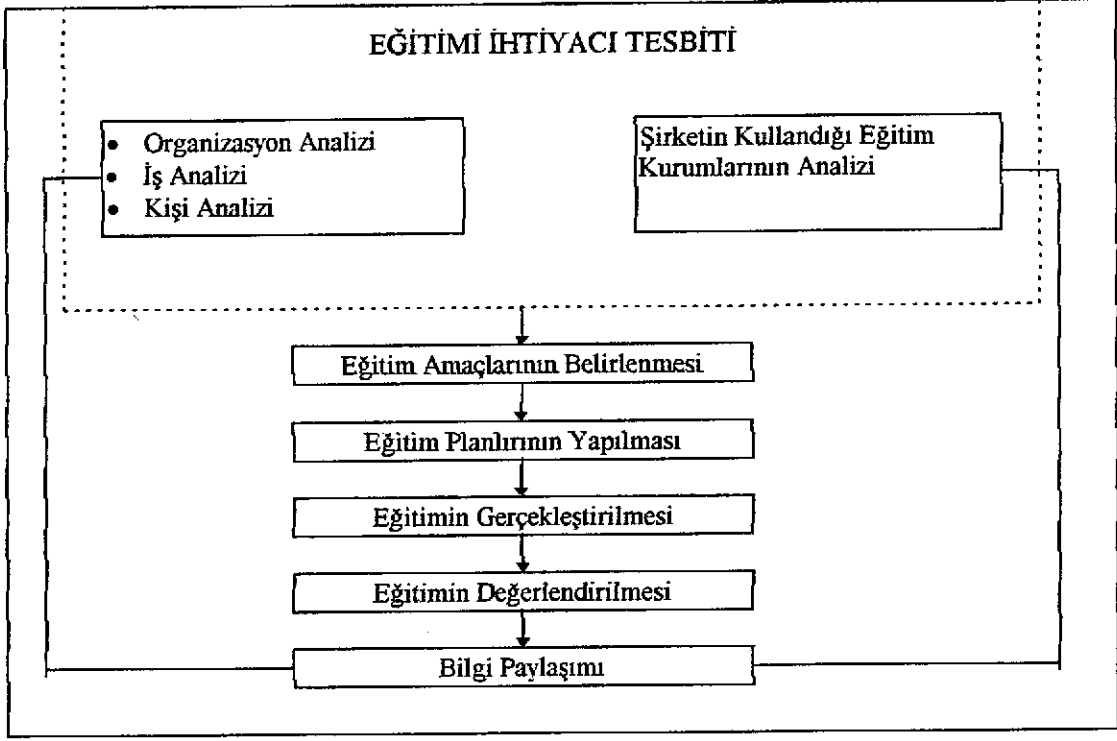 EĞİTİMİ İHTİYACI TESBİTİ
• Organizasyon Analizi
• İş Analizi
• Kişi Analizi
Şirketin Kullandığı Eğitim
Kurumlarının Analizi
Eğitim Amaçlarının Belirlenmesi
Eğitim Planlırının Yapılması
Eğitimin Gerçekleştirilmesi
Eğitimin Değerlendirilmesi
Bilgi Paylaşımı